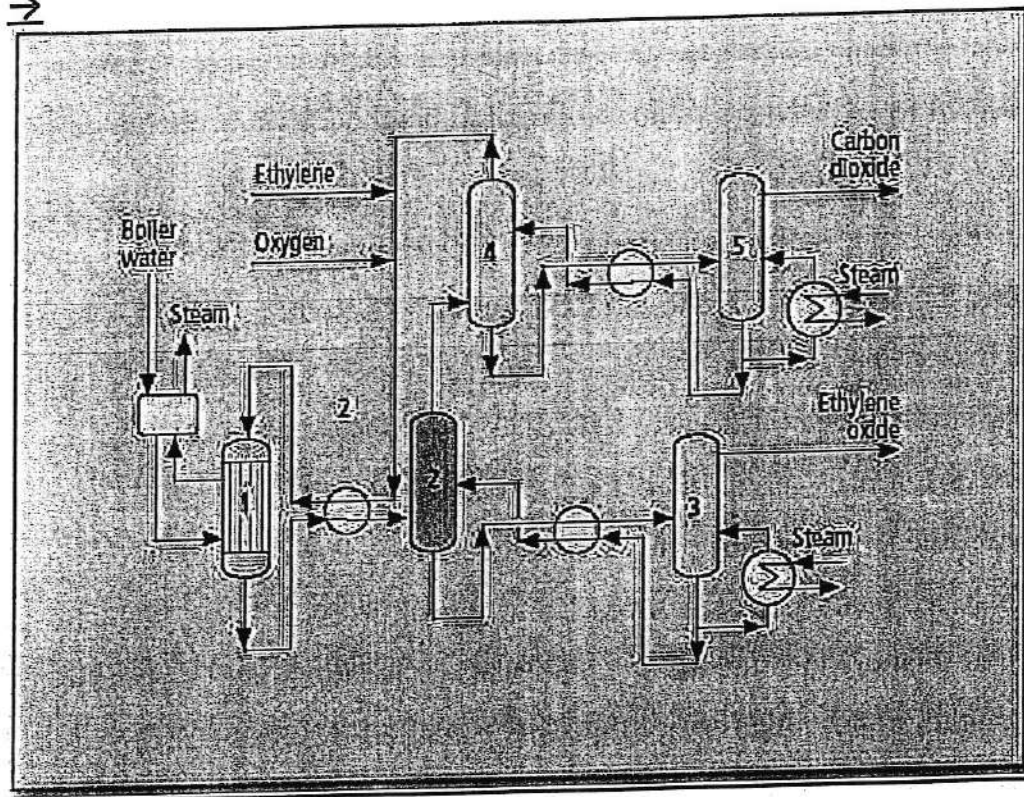 Carbon
dioxide
Ethylene
Boiler
water
Oxygen
4
5
Steam
Steam
Ethylene
oxide
2
1
2
3
Steam